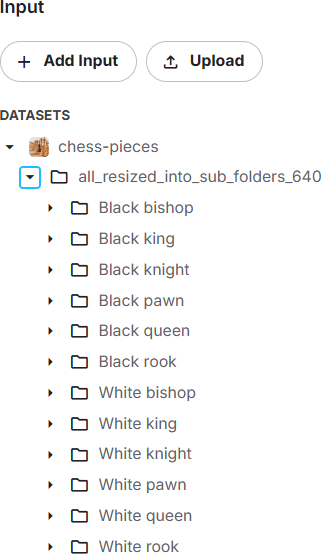 Input
Add Input Upload
DATASETS
chess-pieces
all_resized_into_sub_folders_640
Black bishop
Black king
Black knight
Black pawn
Black queen
Black rook
White bishop
White king
White knight
White pawn
White queen
White rook